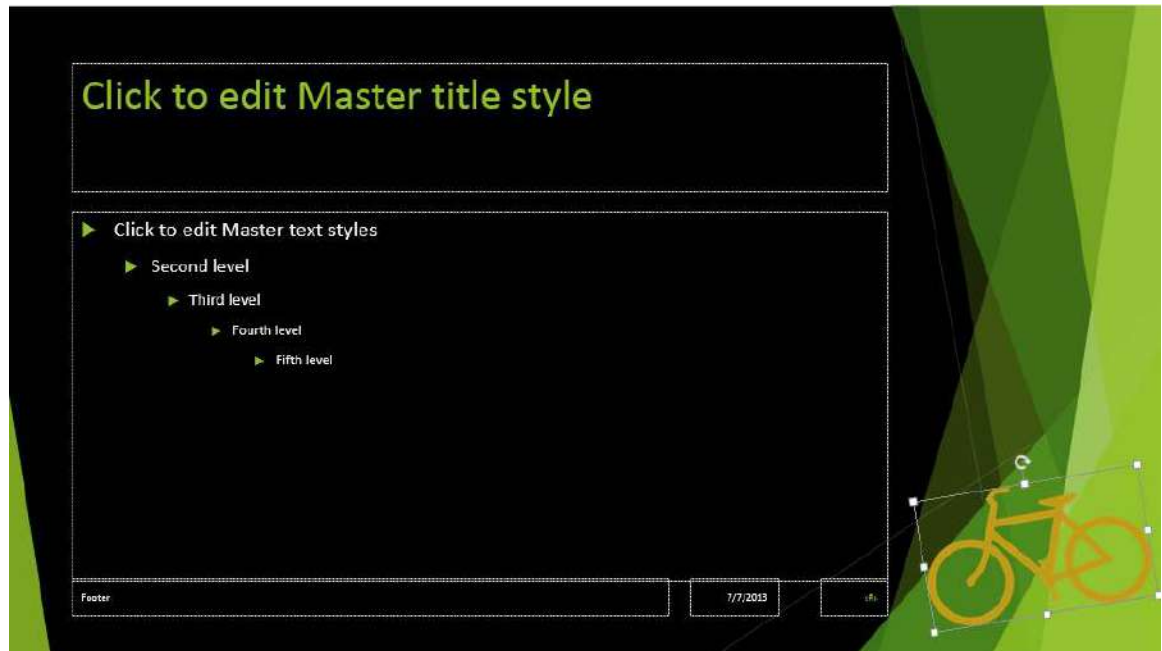 Click to edit Master title style
Click to edit Master text styles
Second level
Third level
Fourth level
Fifth level
Footer
7/7/2013